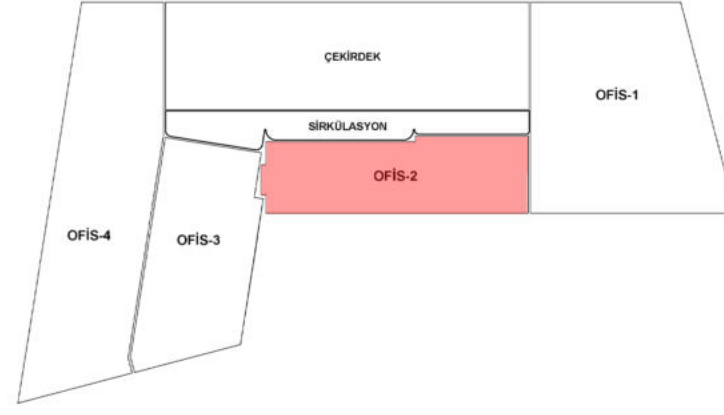 ÇEKİRDEK
OFİS-1
SİRKÜLASYON
OFİS-2
OFİS-4
OFİS-3